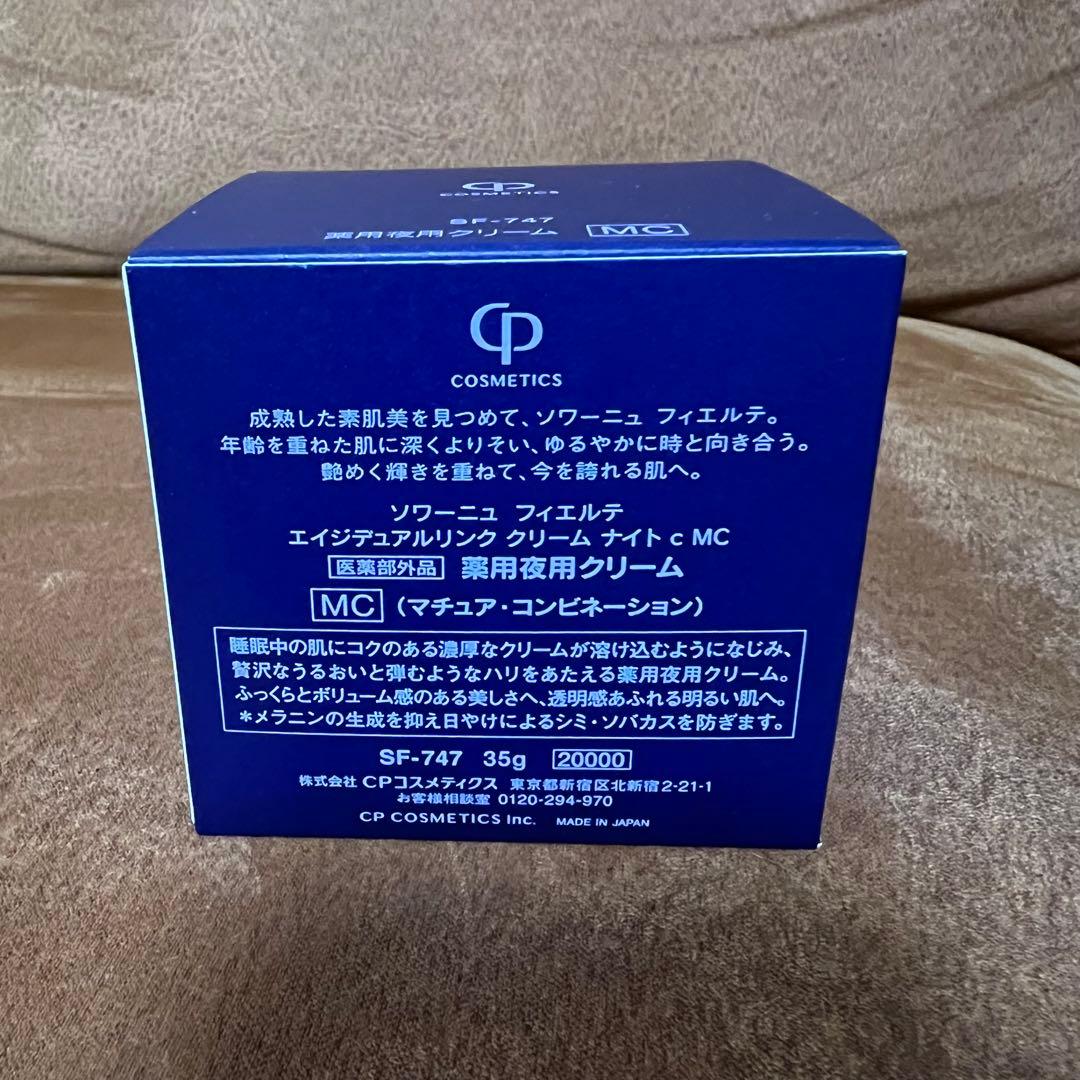 CP
COSMETICS
SF-747
薬用夜用クリーム MC
CP
COSMETICS
成熟した素肌美を見つめて、ソワーニュ フィエルテ。
年齢を重ねた肌に深くよりそい、ゆるやかに時と向き合う。
艶めく輝きを重ねて、今を誇れる肌へ。
ソワーニュ フィエルテ
エイジデュアルリンク クリーム ナイト c MC
医薬部外品 薬用夜用クリーム
MC (マチュア・コンビネーション)
睡眠中の肌にコクのある濃厚なクリームが溶け込むようになじみ、
贅沢なうるおいと弾むようなハリをあたえる薬用夜用クリーム。
ふっくらとボリューム感のある美しさへ、透明感あふれる明るい肌へ。
*メラニンの生成を抑え日やけによるシミ・ソバカスを防ぎます。
SF-747 35g 20000
株式会社 CPコスメティクス 東京都新宿区北新宿2-21-1
お客様相談室 0120-294-970
CP COSMETICS Inc. MADE IN JAPAN